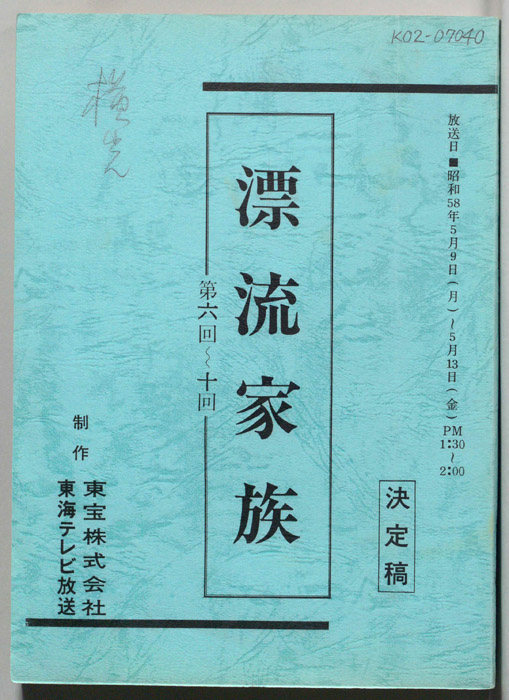 K02-07040
放送日■昭和58年5月9日(月)〜5月13日(金)PM1:30〜2:00
決定稿
漂流家族
第六回〜十回
制作
東宝株式会社
東海テレビ放送